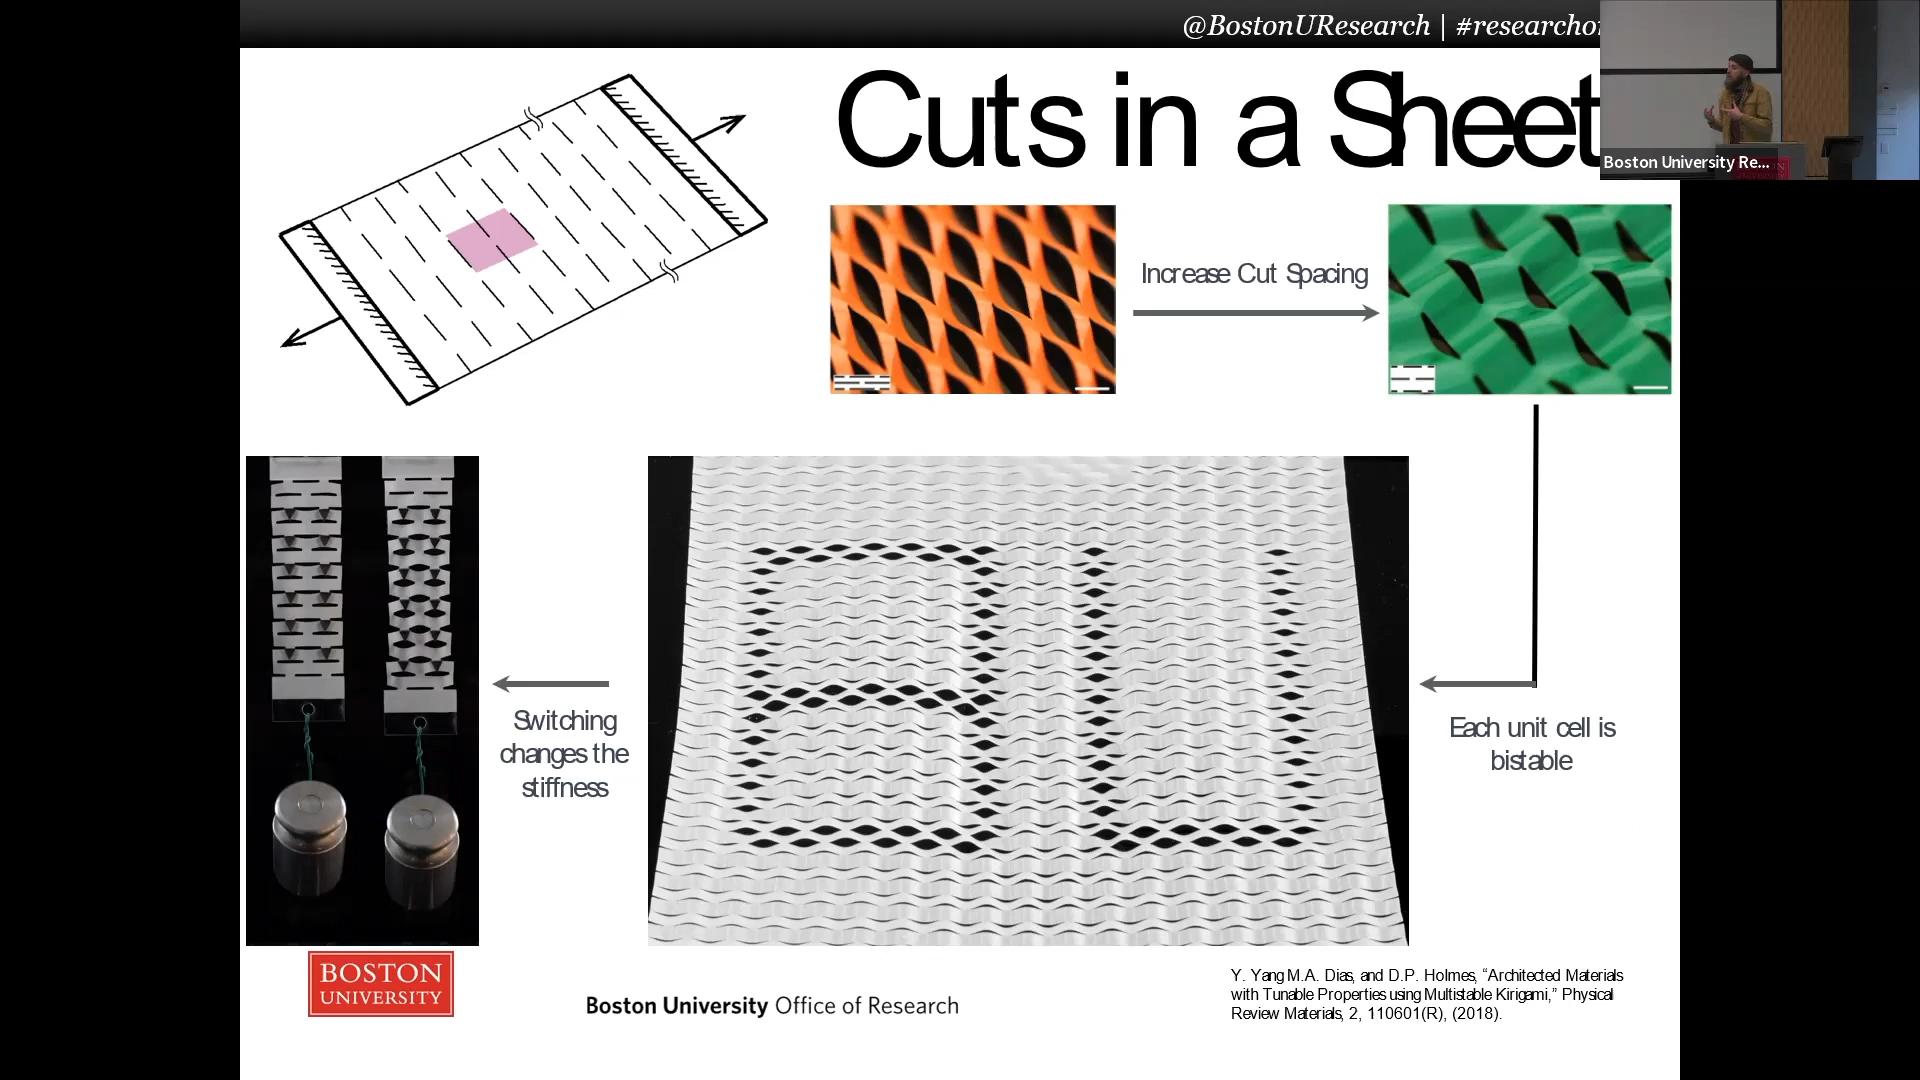 @BostonUResearch | #researcho
Cuts in a Sheet
Boston University Re...
Increase Cut Spacing
Switching
changes the
stiffness
Each unit cell is
bistable
BOSTON
UNIVERSITY
Boston University Office of Research
Y. Yang M.A. Dias, and D.P. Holmes, “Architected Materials
with Tunable Properties using Multistable Kirigami,” Physical
Review Materials, 2, 110601(R), (2018).